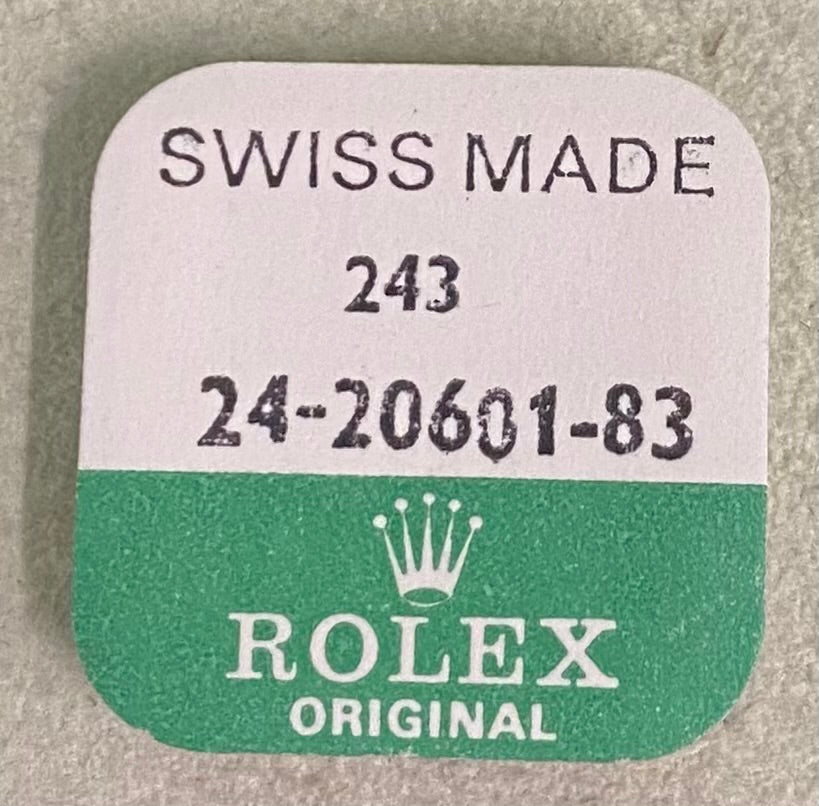 SWISS MADE
243
24-20601-83
ROLEX
ORIGINAL